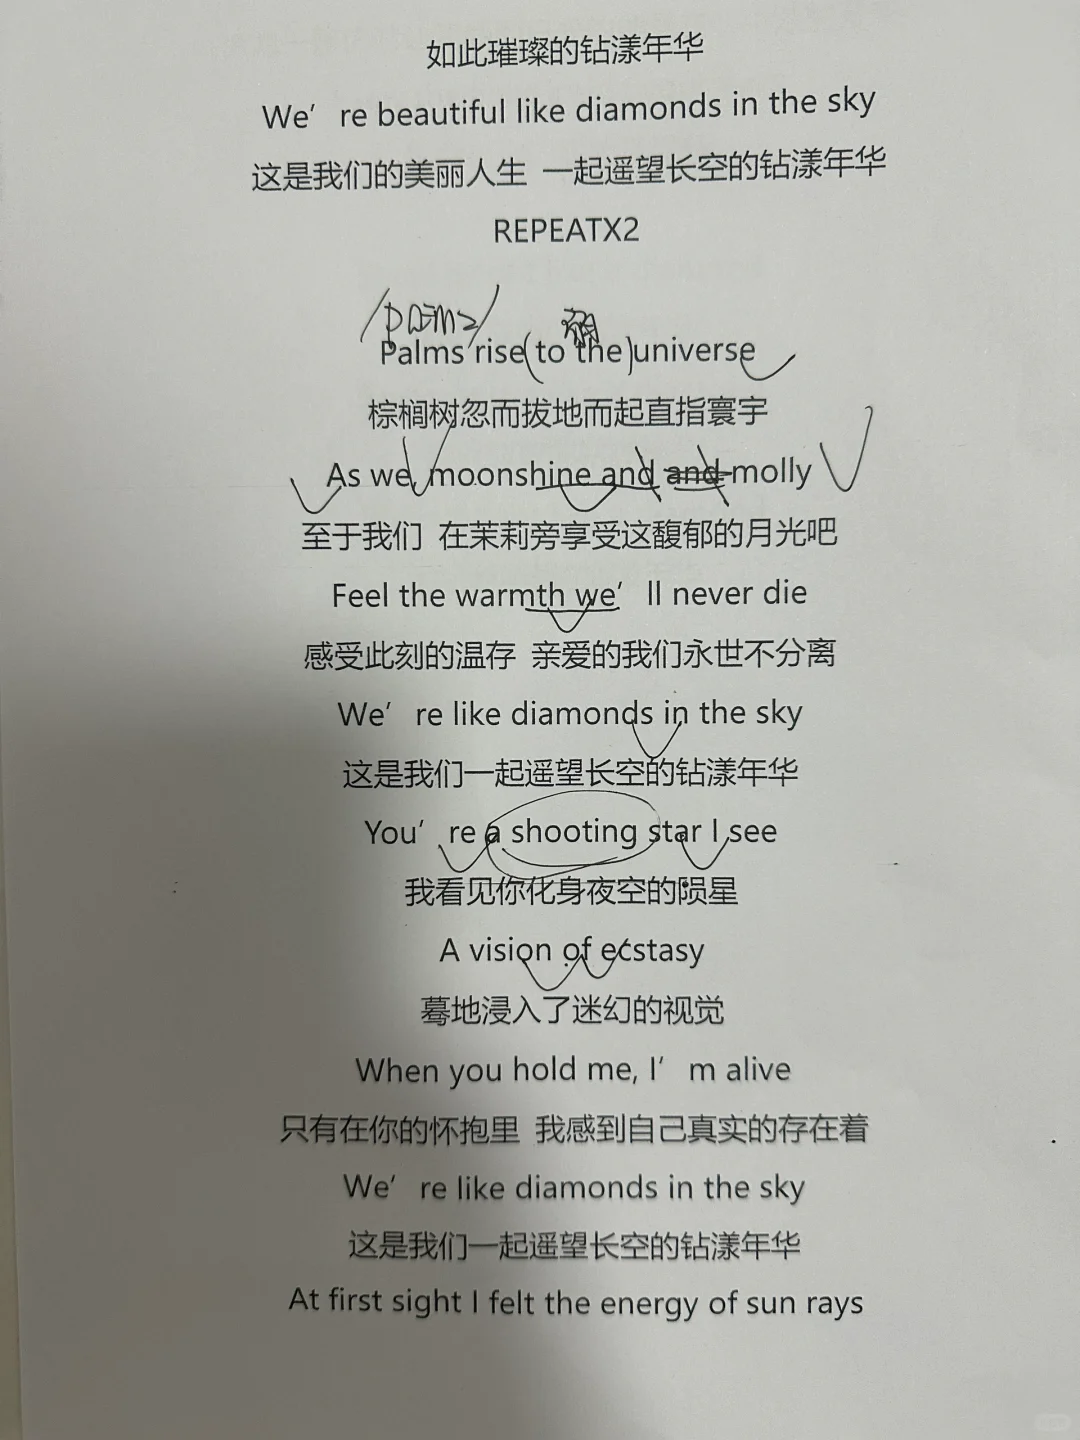 如此璀璨的钻漾年华
We're beautiful like diamonds in the sky
这是我们的美丽人生 一起遥望长空的钻漾年华
REPEATX2
Palms rise (to the) universe
棕榈树忽而拔地而起直指寰宇
As we, moonshine and and molly
至于我们 在茉莉旁享受这馥郁的月光吧
Feel the warmth we'll never die
感受此刻的温存 亲爱的我们永世不分离
We're like diamonds in the sky
这是我们一起遥望长空的钻漾年华
You're a shooting star I see
我看见你化身夜空的陨星
A vision of ecstasy
蓦地浸入了迷幻的视觉
When you hold me, I'm alive
只有在你的怀抱里 我感到自己真实的存在着
We're like diamonds in the sky
这是我们一起遥望长空的钻漾年华
At first sight I felt the energy of sun rays